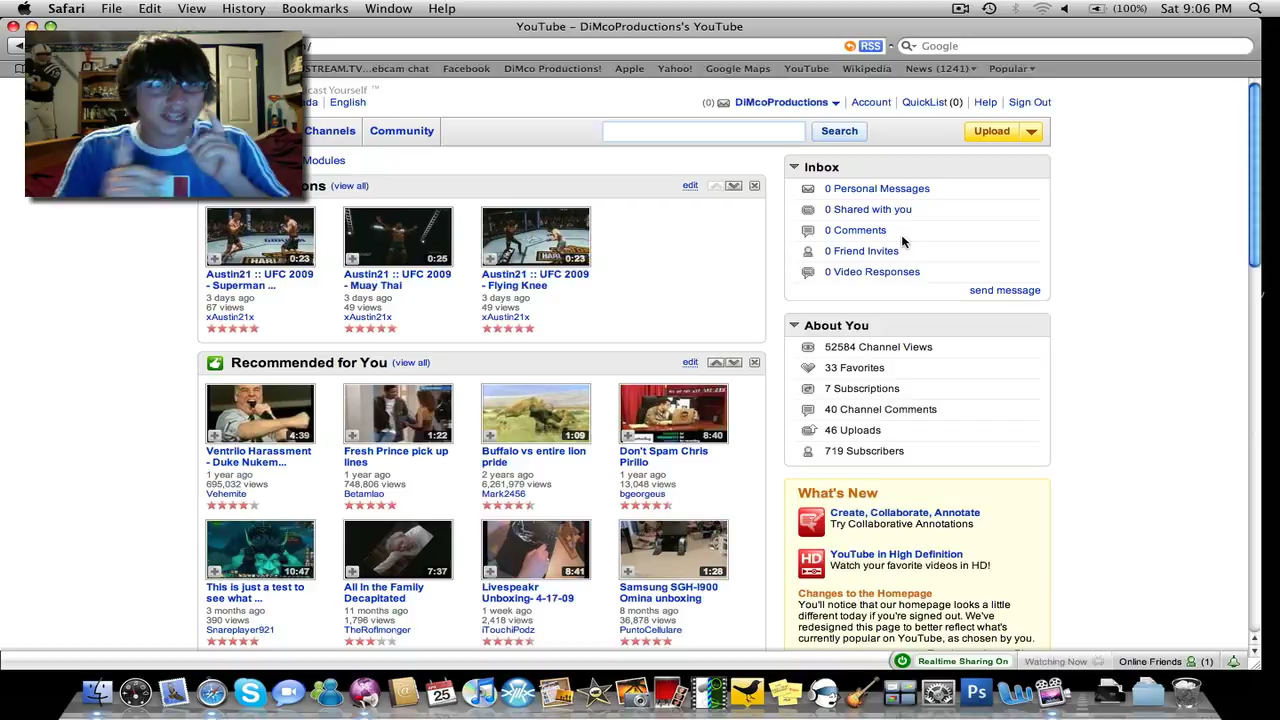 Safari File Edit View History Bookmarks Window Help (100%) Sat 9:06 PM
YouTube - DiMcoProductions's YouTube
RSS Google
STREAM.TV...ebcam chat Facebook DiMco Productions! Apple Yahoo! Google Maps YouTube Wikipedia News (1241) Popular
cast Yourself ™
English (0) DiMcoProductions Account QuickList (0) Help Sign Out
Channels Community Search Upload
Modules
(view all) edit
0:23 0:25 0:23
Austin21 :: UFC 2009 Austin21 :: UFC 2009 Austin21 :: UFC 2009
- Superman ... - Muay Thai - Flying Knee
3 days ago 3 days ago 3 days ago
67 views 49 views 49 views
xAustin21x xAustin21x xAustin21x
Recommended for You (view all) edit
4:39 1:22 1:09 8:40
Ventrilo Harassment Fresh Prince pick up Buffalo vs entire lion Don't Spam Chris
- Duke Nukem... lines pride Pirillo
1 year ago 1 year ago 2 years ago 1 year ago
695,032 views 748,806 views 6,261,979 views 13,048 views
Vehemite Betamlao Mark2456 bgeorgeus
10:47 7:37 8:41 1:28
This is just a test to All In the Family Livespeakr Samsung SGH-I900
see what ... Decapitated Unboxing- 4-17-09 Omina unboxing
3 months ago 11 months ago 1 week ago 8 months ago
390 views 1,796 views 2,418 views 36,878 views
Snareplayer921 TheRoflmonger iTouchiPodz PuntoCellulare
Inbox
0 Personal Messages
0 Shared with you
0 Comments
0 Friend Invites
0 Video Responses
send message
About You
52584 Channel Views
33 Favorites
7 Subscriptions
40 Channel Comments
46 Uploads
719 Subscribers
What's New
Create, Collaborate, Annotate
Try Collaborative Annotations
HD YouTube in High Definition
Watch your favorite videos in HD!
Changes to the Homepage
You'll notice that our homepage looks a little
different today if you're signed out. We've
redesigned this page to better reflect what's
currently popular on YouTube, as chosen by you.
Realtime Sharing On Watching Now Online Friends (1)
25 Ps